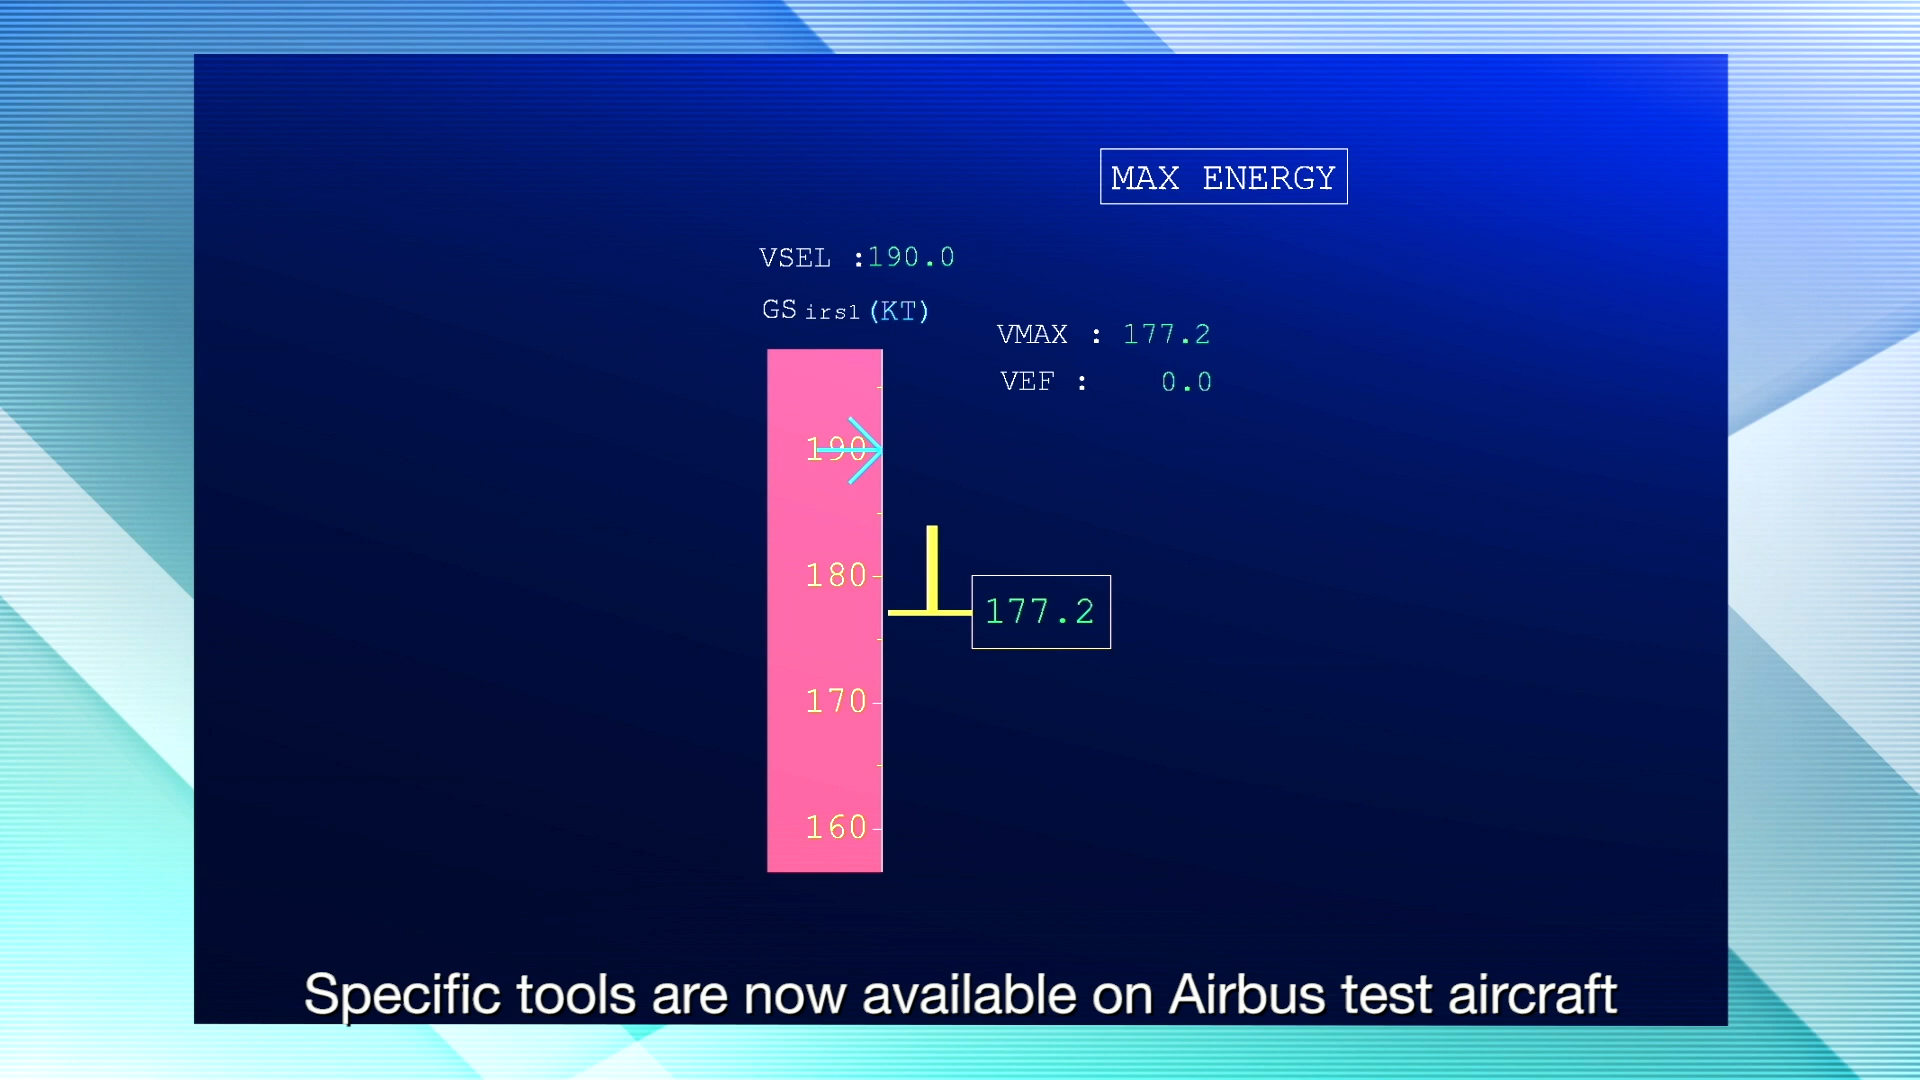 MAX ENERGY
VSEL :190.0
GS irs1 (KT)
VMAX : 177.2
VEF : 0.0
190
180
177.2
170
160
Specific tools are now available on Airbus test aircraft